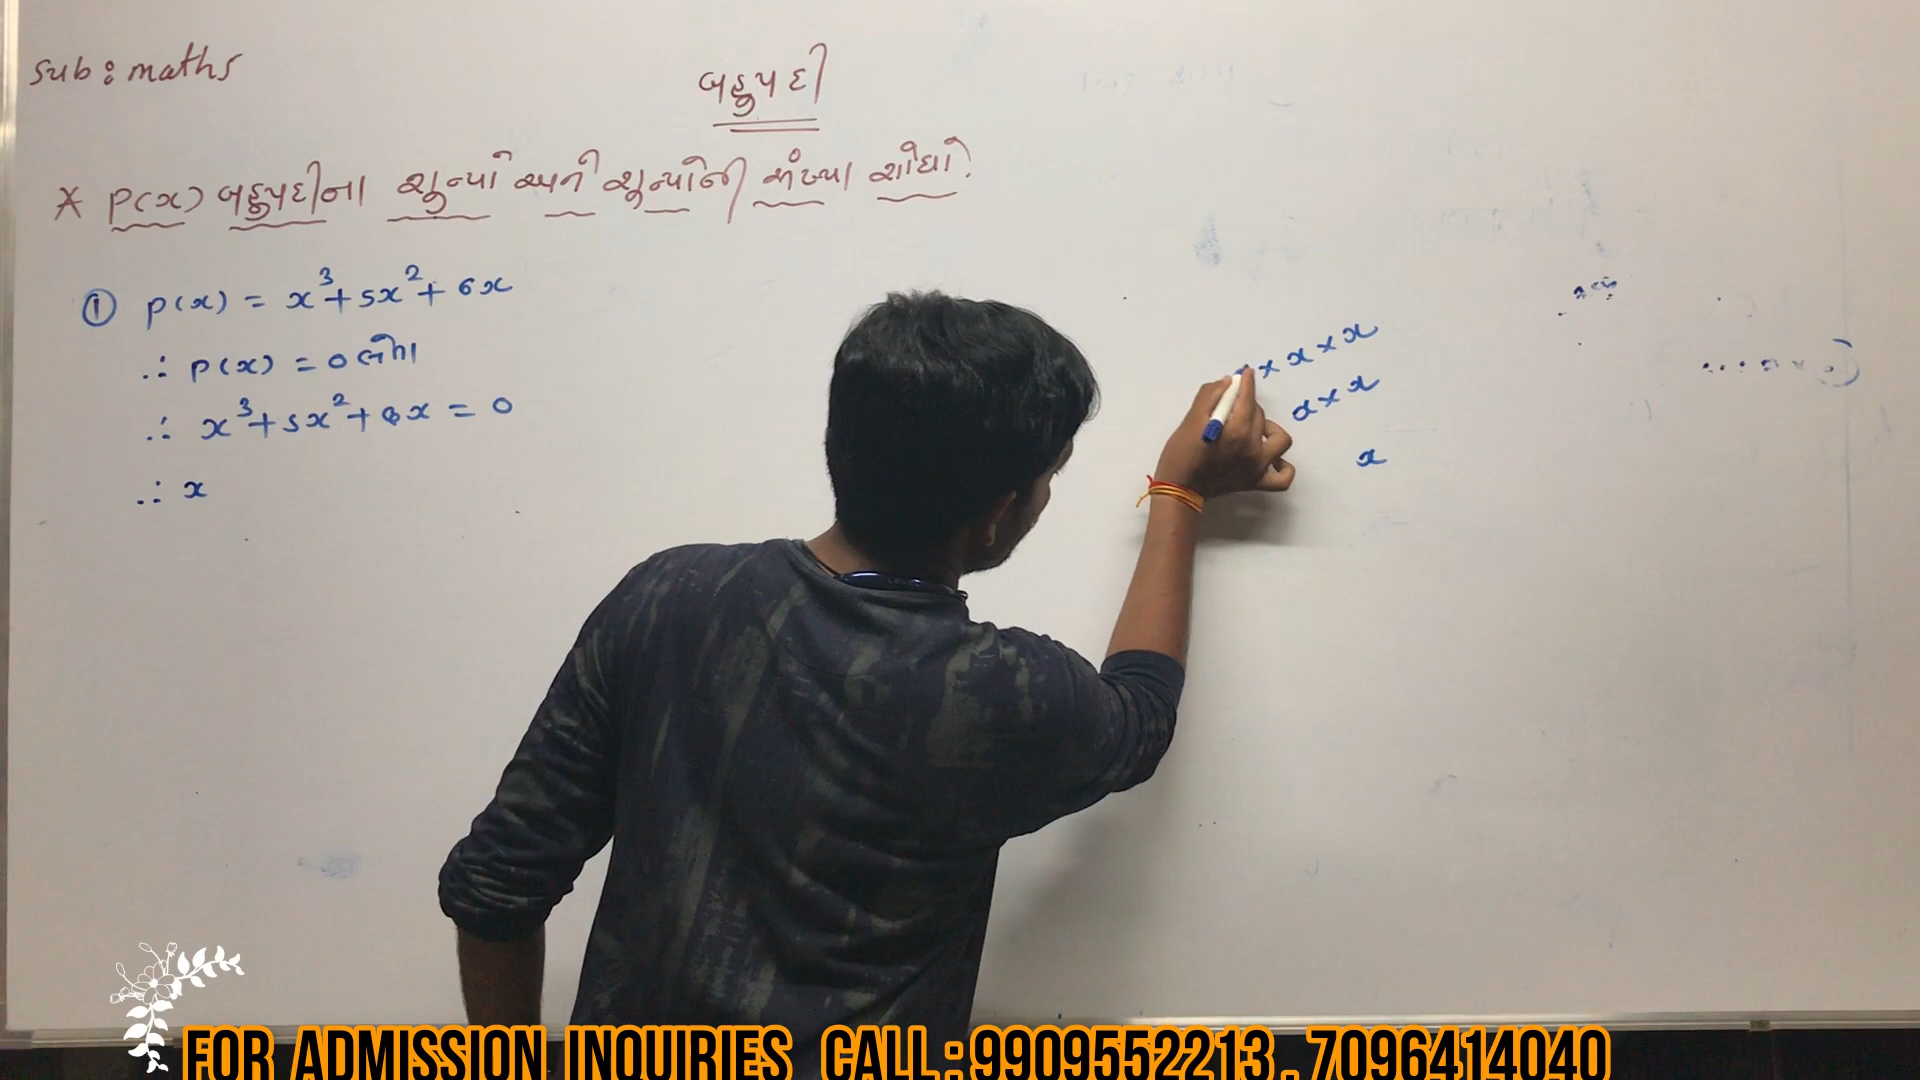 Sub : maths
બહુપદી
* P(x) બહુપદીના શૂન્યો અને શૂન્યોની સંખ્યા શોધો.
① P(x) = x³ + 5x² + 6x
∴ P(x) = 0 લેતા
∴ x³ + 5x² + 6x = 0
∴ x
x × x × x
x × x
x
FOR ADMISSION INQUIRIES CALL : 9909552213 , 7096414040